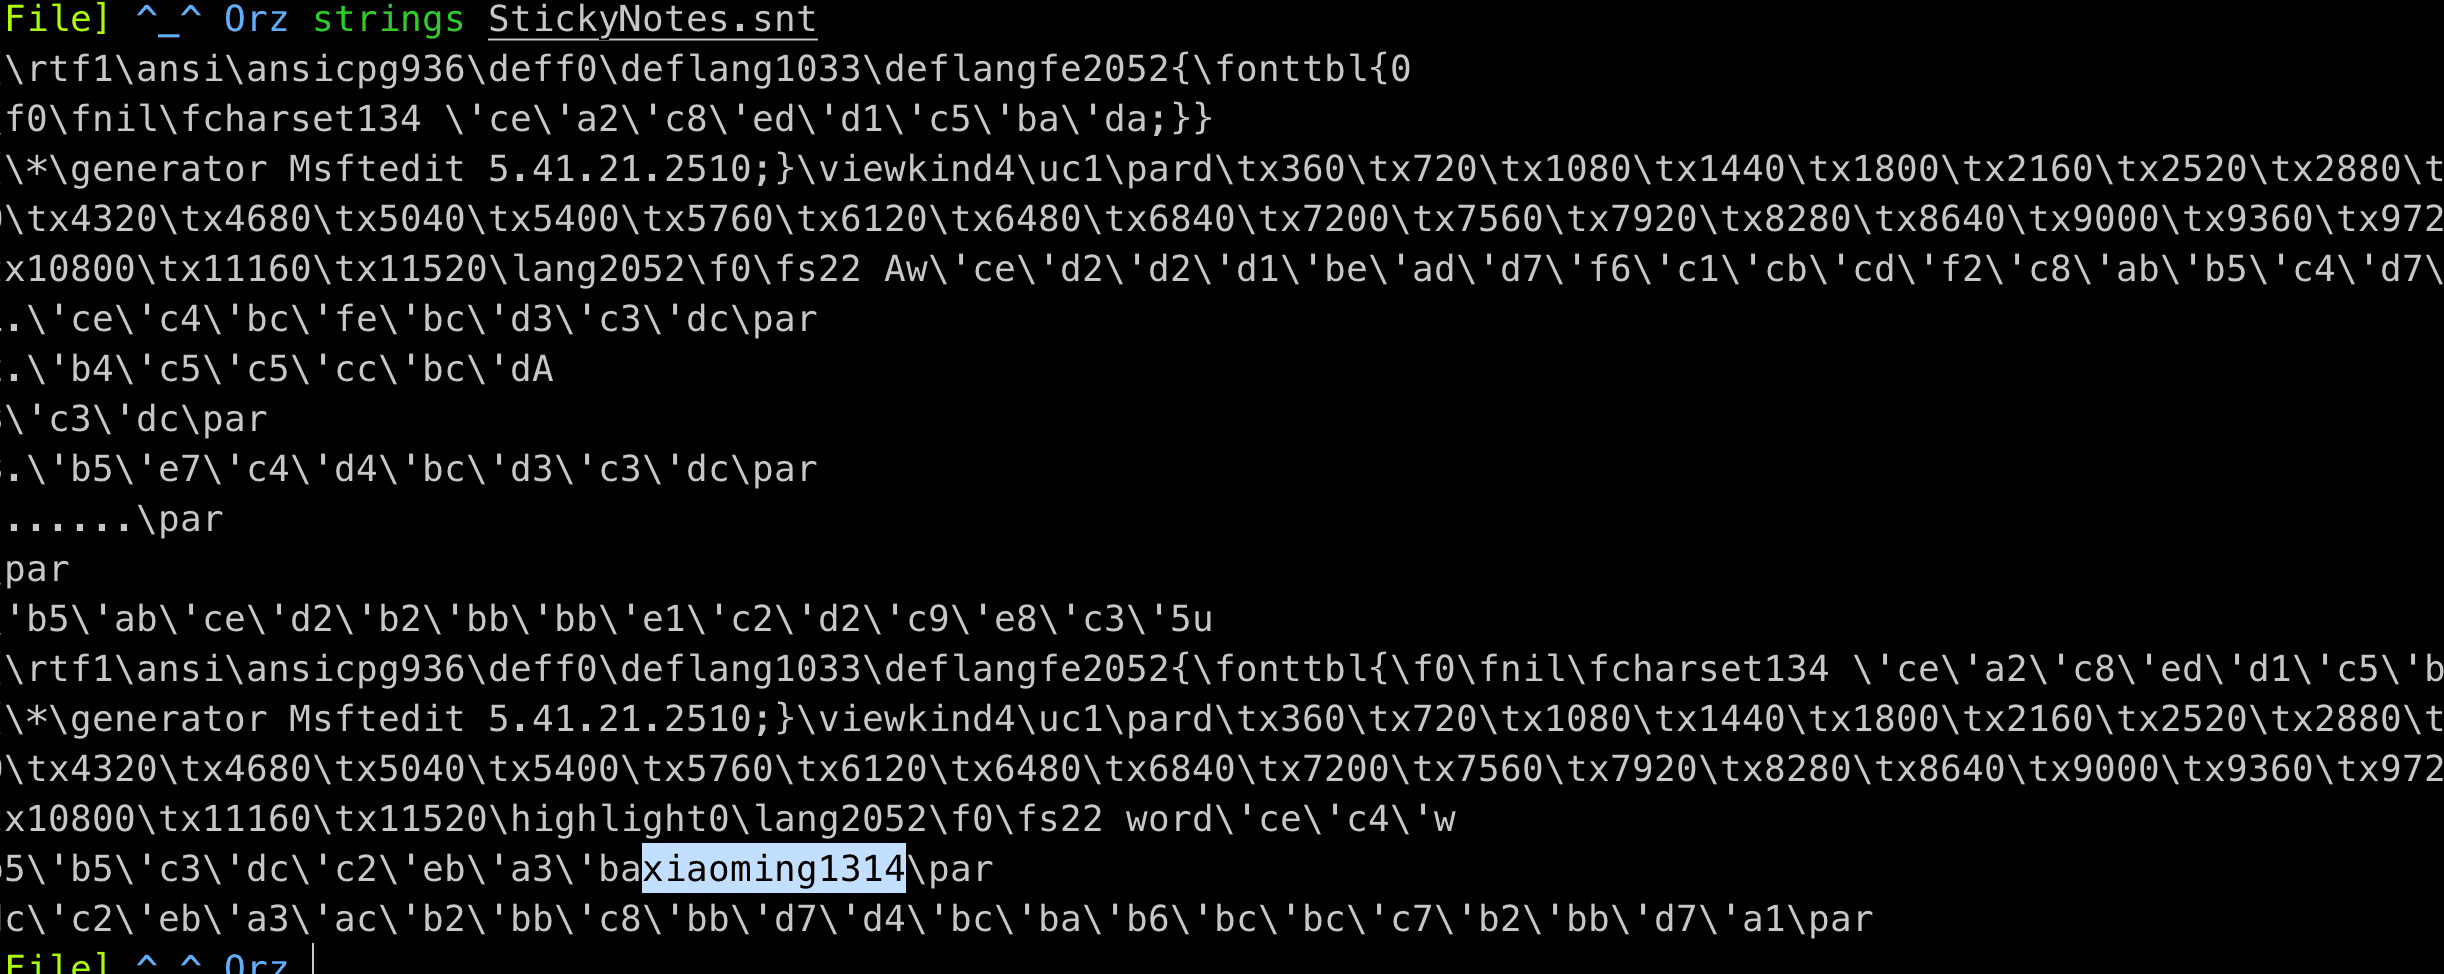 File] ^_^ Orz strings StickyNotes.snt
\rtf1\ansi\ansicpg936\deff0\deflang1033\deflangfe2052{\fonttbl{0
f0\fnil\fcharset134 \'ce\'a2\'c8\'ed\'d1\'c5\'ba\'da;}}
\*\generator Msftedit 5.41.21.2510;}\viewkind4\uc1\pard\tx360\tx720\tx1080\tx1440\tx1800\tx2160\tx2520\tx2880\t
\tx4320\tx4680\tx5040\tx5400\tx5760\tx6120\tx6480\tx6840\tx7200\tx7560\tx7920\tx8280\tx8640\tx9000\tx9360\tx972
x10800\tx11160\tx11520\lang2052\f0\fs22 Aw\'ce\'d2\'d2\'d1\'be\'ad\'d7\'f6\'c1\'cb\'cd\'f2\'c8\'ab\'b5\'c4\'d7\
.\'ce\'c4\'bc\'fe\'bc\'d3\'c3\'dc\par
.\'b4\'c5\'c5\'cc\'bc\'dA
\'c3\'dc\par
.\'b5\'e7\'c4\'d4\'bc\'d3\'c3\'dc\par
......\par
par
'b5\'ab\'ce\'d2\'b2\'bb\'bb\'e1\'c2\'d2\'c9\'e8\'c3\'5u
\rtf1\ansi\ansicpg936\deff0\deflang1033\deflangfe2052{\fonttbl{\f0\fnil\fcharset134 \'ce\'a2\'c8\'ed\'d1\'c5\'b
\*\generator Msftedit 5.41.21.2510;}\viewkind4\uc1\pard\tx360\tx720\tx1080\tx1440\tx1800\tx2160\tx2520\tx2880\t
\tx4320\tx4680\tx5040\tx5400\tx5760\tx6120\tx6480\tx6840\tx7200\tx7560\tx7920\tx8280\tx8640\tx9000\tx9360\tx972
x10800\tx11160\tx11520\highlight0\lang2052\f0\fs22 word\'ce\'c4\'w
5\'b5\'c3\'dc\'c2\'eb\'a3\'baxiaoming1314\par
c\'c2\'eb\'a3\'ac\'b2\'bb\'c8\'bb\'d7\'d4\'bc\'ba\'b6\'bc\'bc\'c7\'b2\'bb\'d7\'a1\par
File] ^_^ Orz